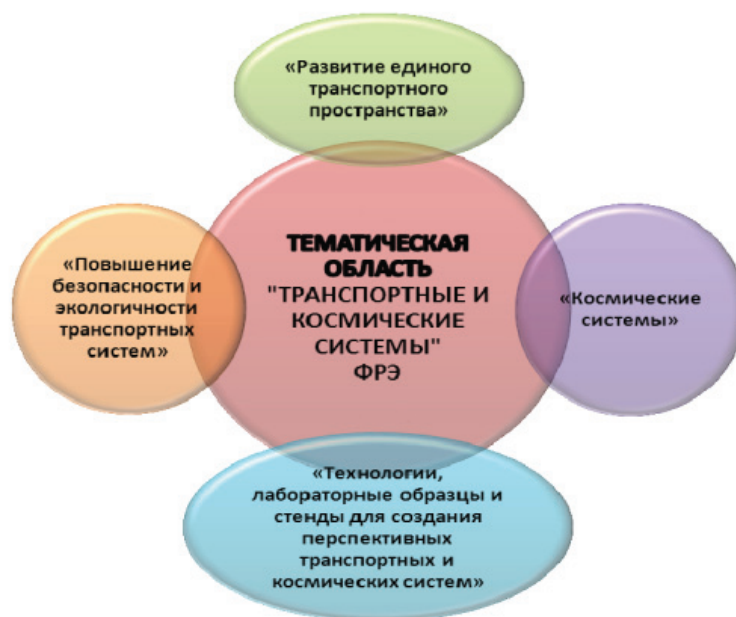 «Развитие единого
транспортного
пространства»
«Повышение
безопасности и
экологичности
транспортных
систем»
ТЕМАТИЧЕСКАЯ
ОБЛАСТЬ
"ТРАНСПОРТНЫЕ И
КОСМИЧЕСКИЕ
СИСТЕМЫ"
ФРЭ
«Космические
системы»
«Технологии,
лабораторные образцы и
стенды для создания
перспективных
транспортных и
космических систем»